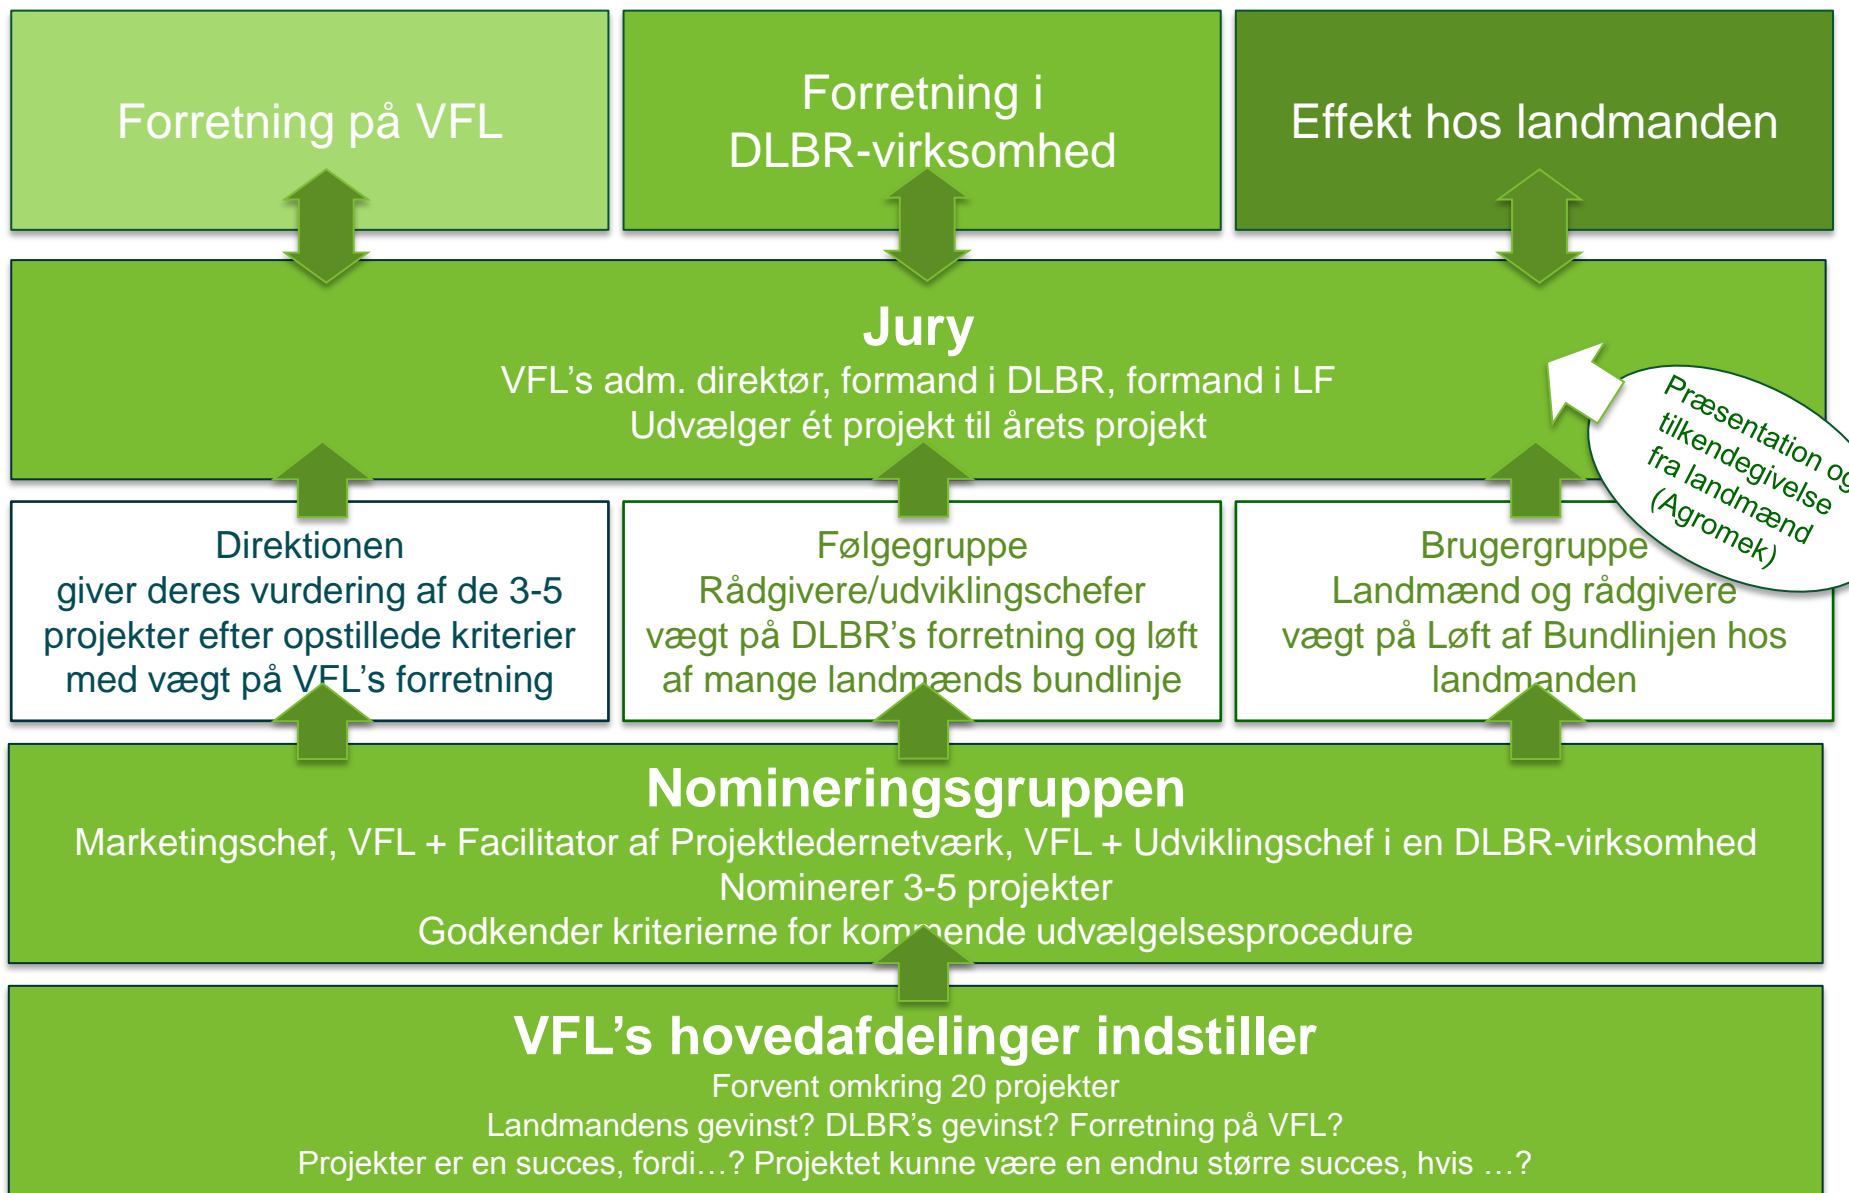 Forretning på VFL
Forretning i
DLBR-virksomhed
Effekt hos landmanden
Jury
VFL's adm. direktør, formand i DLBR, formand i LF
Udvælger ét projekt til årets projekt
Præsentation og
tilkendegivelse
fra landmænd
(Agromek)
Direktionen
giver deres vurdering af de 3-5
projekter efter opstillede kriterier
med vægt på VFL's forretning
Følgegruppe
Rådgivere/udviklingschefer
vægt på DLBR's forretning og løft
af mange landmænds bundlinje
Brugergruppe
Landmænd og rådgivere
vægt på Løft af Bundlinjen hos
landmanden
Nomineringsgruppen
Marketingschef, VFL + Facilitator af Projektledernetværk, VFL + Udviklingschef i en DLBR-virksomhed
Nominerer 3-5 projekter
Godkender kriterierne for kommende udvælgelsesprocedure
VFL's hovedafdelinger indstiller
Forvent omkring 20 projekter
Landmandens gevinst? DLBR's gevinst? Forretning på VFL?
Projekter er en succes, fordi…? Projektet kunne være en endnu større succes, hvis …?